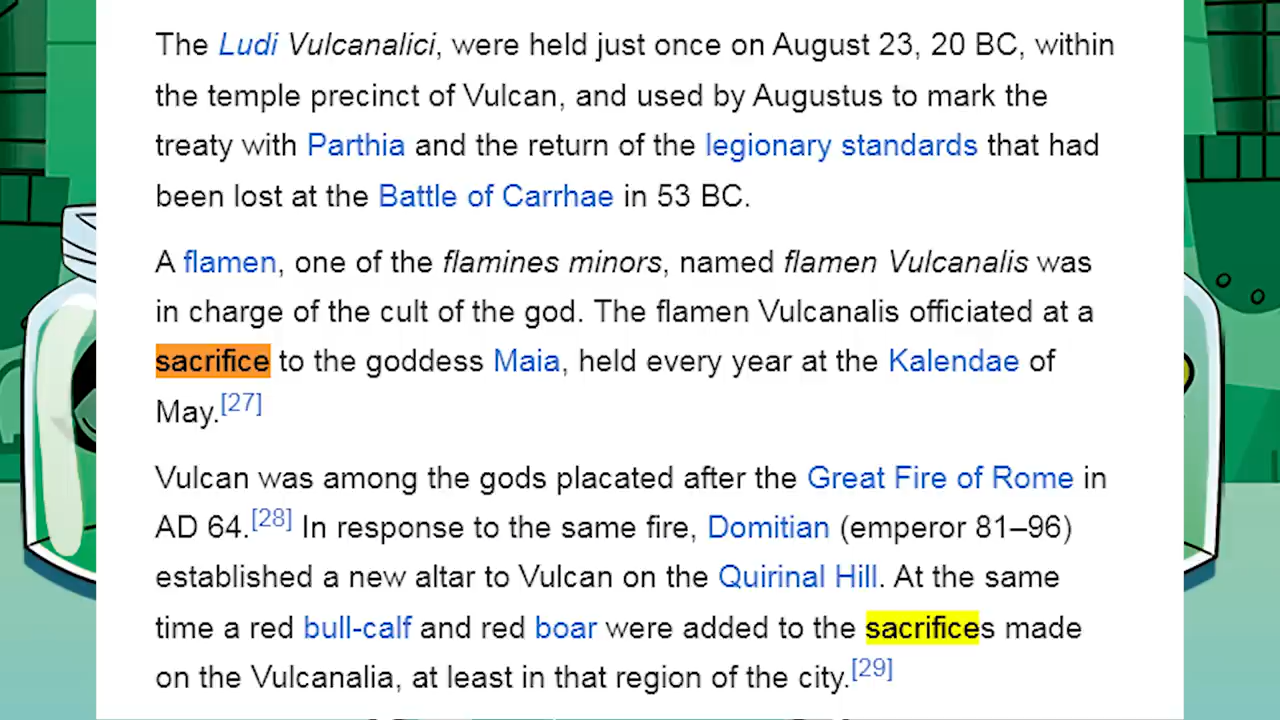 The Ludi Vulcanalici, were held just once on August 23, 20 BC, within
the temple precinct of Vulcan, and used by Augustus to mark the
treaty with Parthia and the return of the legionary standards that had
been lost at the Battle of Carrhae in 53 BC.
A flamen, one of the flamines minors, named flamen Vulcanalis was
in charge of the cult of the god. The flamen Vulcanalis officiated at a
sacrifice to the goddess Maia, held every year at the Kalendae of
May.[27]
Vulcan was among the gods placated after the Great Fire of Rome in
AD 64.[28] In response to the same fire, Domitian (emperor 81–96)
established a new altar to Vulcan on the Quirinal Hill. At the same
time a red bull-calf and red boar were added to the sacrifices made
on the Vulcanalia, at least in that region of the city.[29]